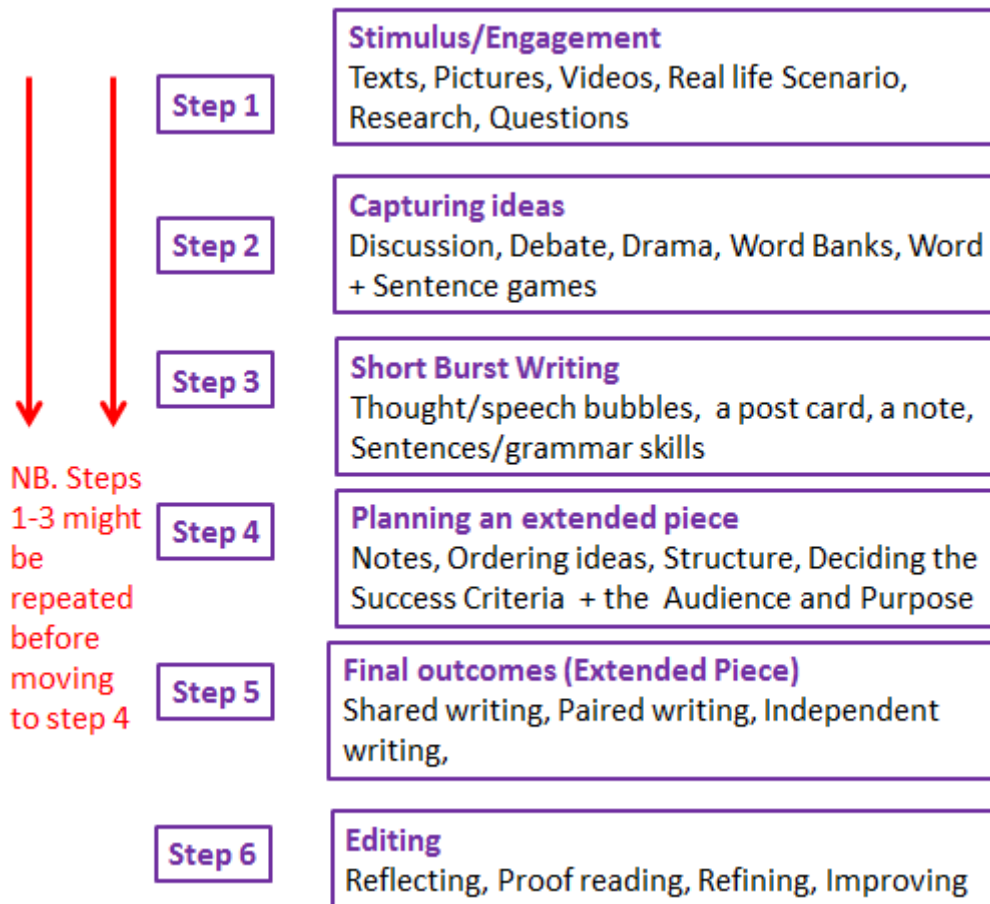 Stimulus/Engagement
Step 1
Texts, Pictures, Videos, Real life Scenario,
Research, Questions
Capturing ideas
Step 2
Discussion, Debate, Drama, Word Banks, Word
+ Sentence games
Short Burst Writing
Step 3
Thought/speech bubbles,  a post card, a note,
Sentences/grammar skills
NB. Steps
1-3 might
be
repeated
before
moving
to step 4
Planning an extended piece
Step 4
Notes, Ordering ideas, Structure, Deciding the
Success Criteria  + the  Audience and Purpose
Final outcomes (Extended Piece)
Step 5
Shared writing, Paired writing, Independent
writing,
Editing
Step 6
Reflecting, Proof reading, Refining, Improving